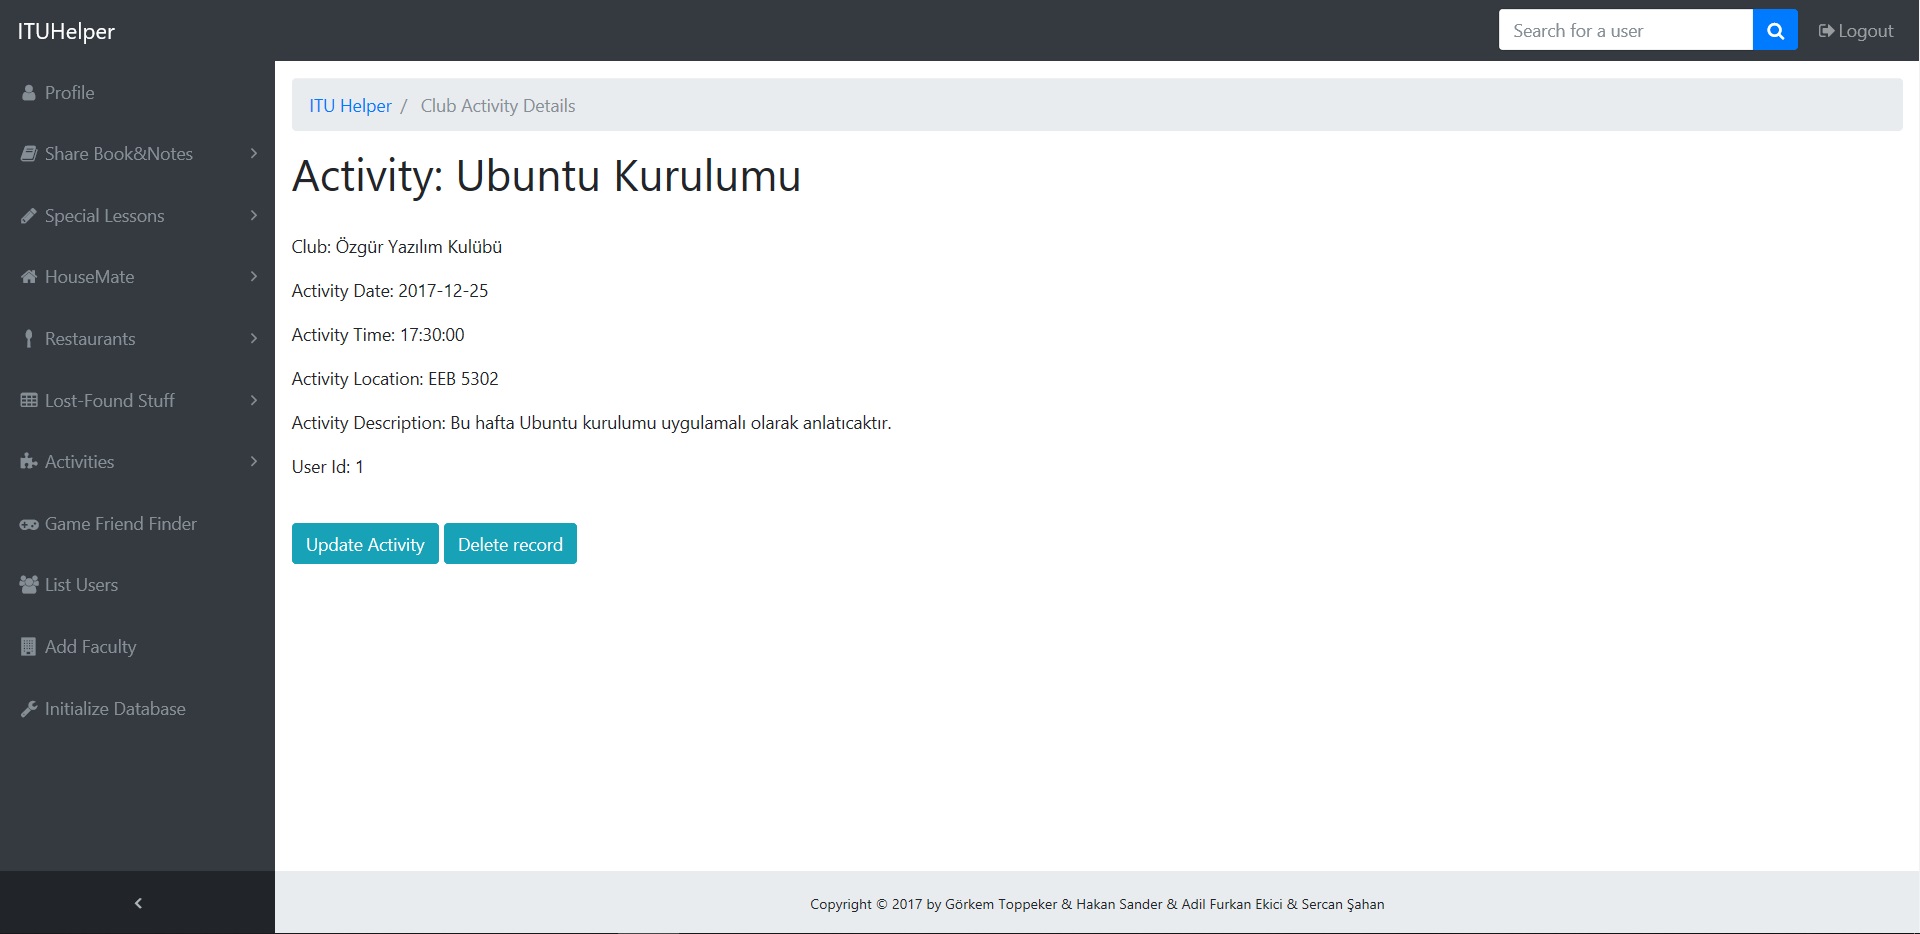 ITUHelper
Search for a user
Logout
Profile
Share Book&Notes
Special Lessons
HouseMate
Restaurants
Lost-Found Stuff
Activities
Game Friend Finder
List Users
Add Faculty
Initialize Database
ITU Helper / Club Activity Details
Activity: Ubuntu Kurulumu
Club: Özgür Yazılım Kulübü
Activity Date: 2017-12-25
Activity Time: 17:30:00
Activity Location: EEB 5302
Activity Description: Bu hafta Ubuntu kurulumu uygulamalı olarak anlatıcaktır.
User Id: 1
Update Activity
Delete record
Copyright © 2017 by Görkem Toppeker & Hakan Sander & Adil Furkan Ekici & Sercan Şahan